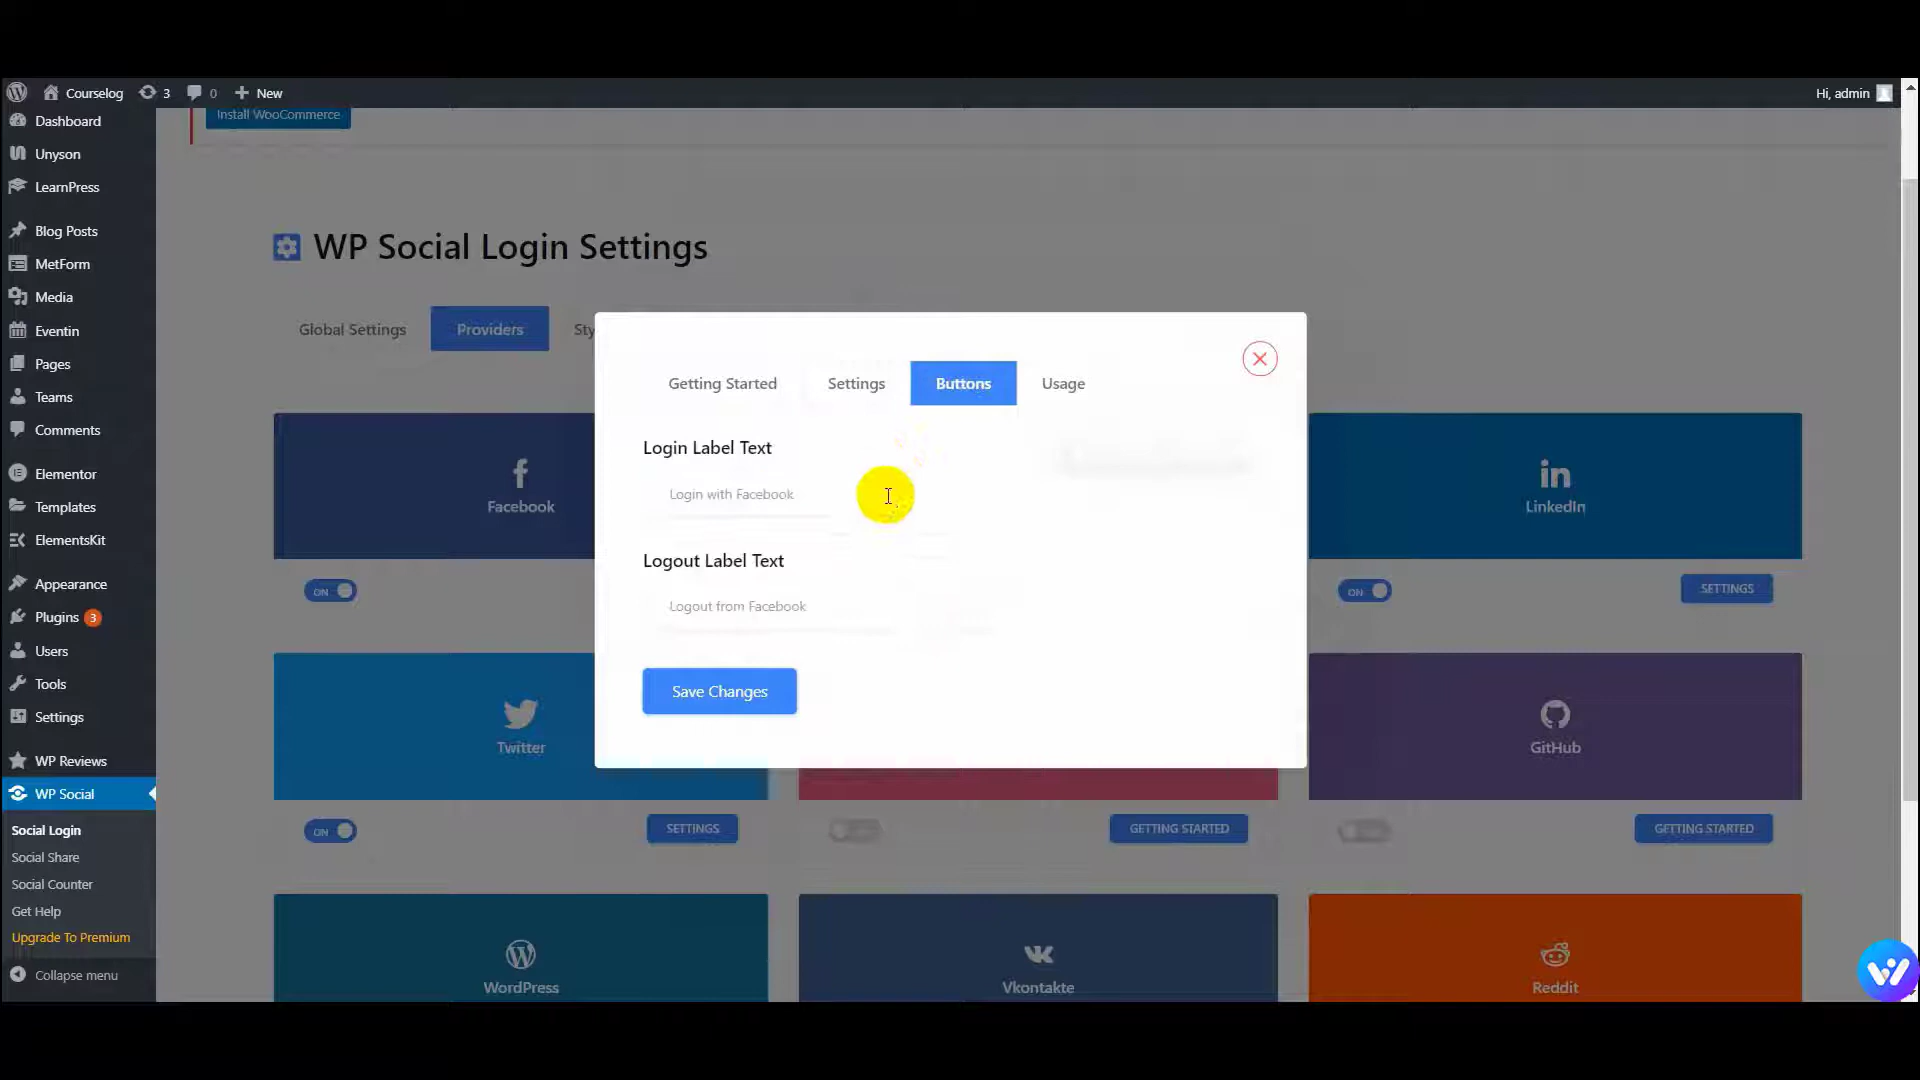 Courselog
3
0
New
Hi, admin
Dashboard
Install WooCommerce
Unyson
LearnPress
Blog Posts
MetForm
Media
Eventin
Pages
Teams
Comments
Elementor
Templates
ElementsKit
Appearance
Plugins 3
Users
Tools
Settings
WP Reviews
WP Social
Social Login
Social Share
Social Counter
Get Help
Upgrade To Premium
Collapse menu
WP Social Login Settings
Global Settings
Providers
Sty
Getting Started
Settings
Buttons
Usage
Login Label Text
Login with Facebook
Logout Label Text
Logout from Facebook
Save Changes
Facebook
LinkedIn
ON
ON
SETTINGS
Twitter
GitHub
ON
SETTINGS
GETTING STARTED
GETTING STARTED
WordPress
Vkontakte
Reddit